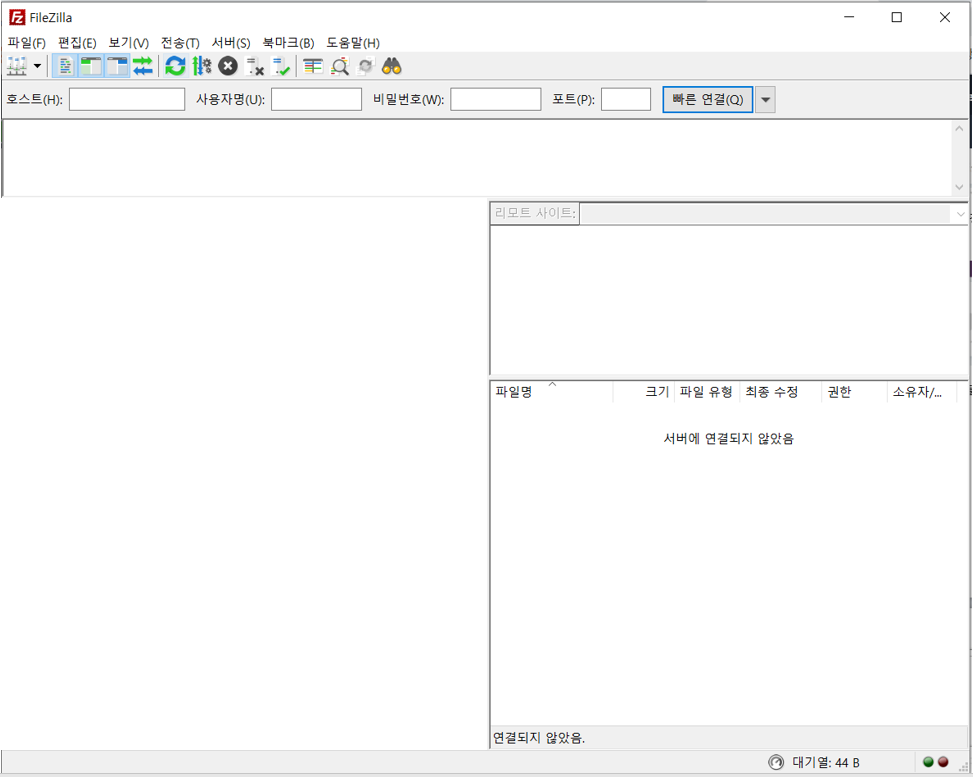 FileZilla
파일(F) 편집(E) 보기(V) 전송(T) 서버(S) 북마크(B) 도움말(H)
호스트(H): 사용자명(U): 비밀번호(W): 포트(P): 빠른 연결(Q)
리모트 사이트:
파일명 크기 파일 유형 최종 수정 권한 소유자/...
서버에 연결되지 않았음
연결되지 않았음.
대기열: 44 B